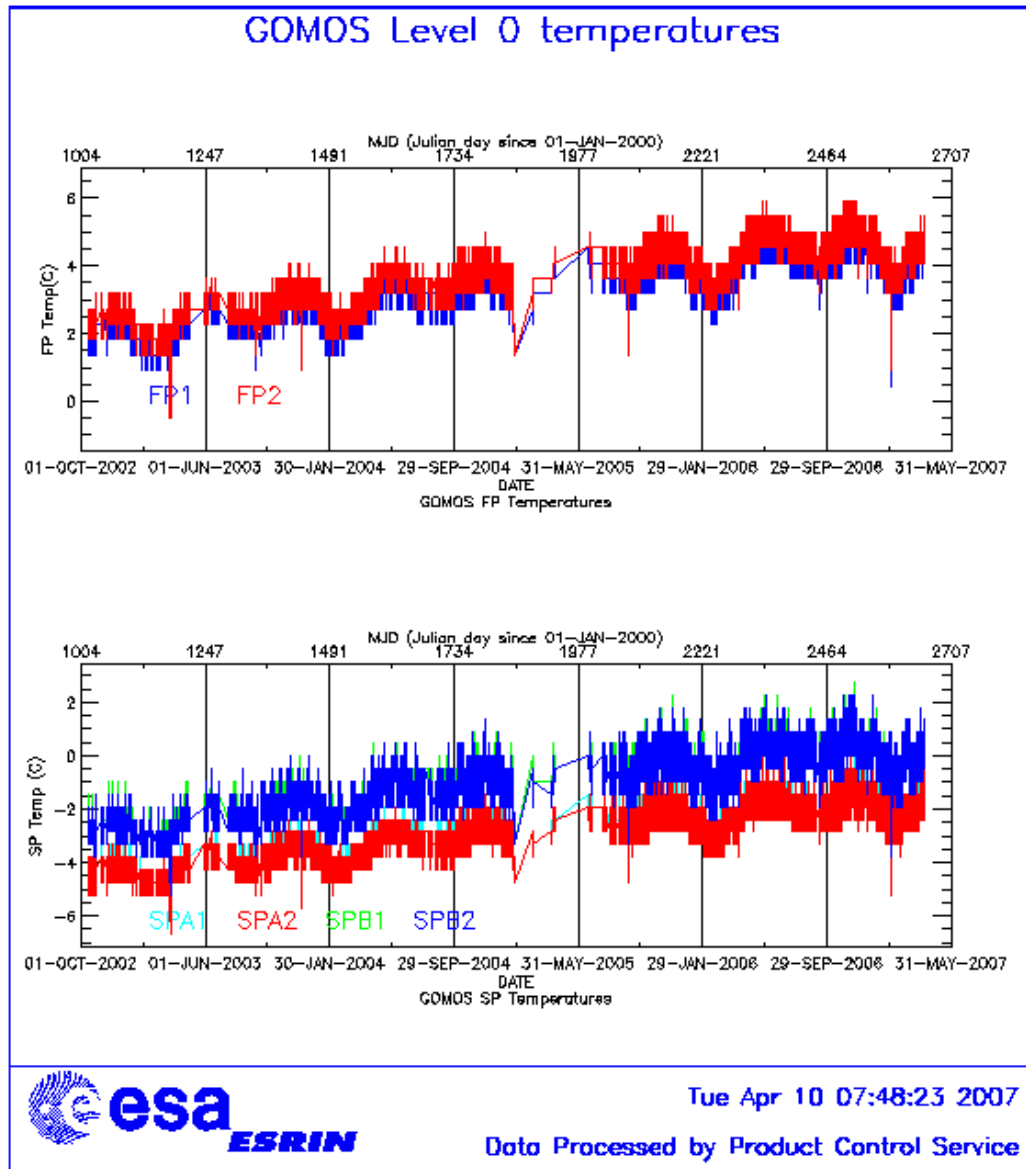 GOMOS Level 0 temperatures
MJD (Julian day since 01-JAN-2000)
1004 1247 1491 1734 1977 2221 2464 2707
6
4
2
0
FP Temp(C)
FP1 FP2
01-OCT-2002 01-JUN-2003 30-JAN-2004 29-SEP-2004 31-MAY-2005 29-JAN-2006 29-SEP-2006 31-MAY-2007
DATE
GOMOS FP Temperatures
MJD (Julian day since 01-JAN-2000)
1004 1247 1491 1734 1977 2221 2464 2707
2
0
-2
-4
-6
SP Temp (C)
SPA1 SPA2 SPB1 SPB2
01-OCT-2002 01-JUN-2003 30-JAN-2004 29-SEP-2004 31-MAY-2005 29-JAN-2006 29-SEP-2006 31-MAY-2007
DATE
GOMOS SP Temperatures
esa
ESRIN
Tue Apr 10 07:48:23 2007
Data Processed by Product Control Service